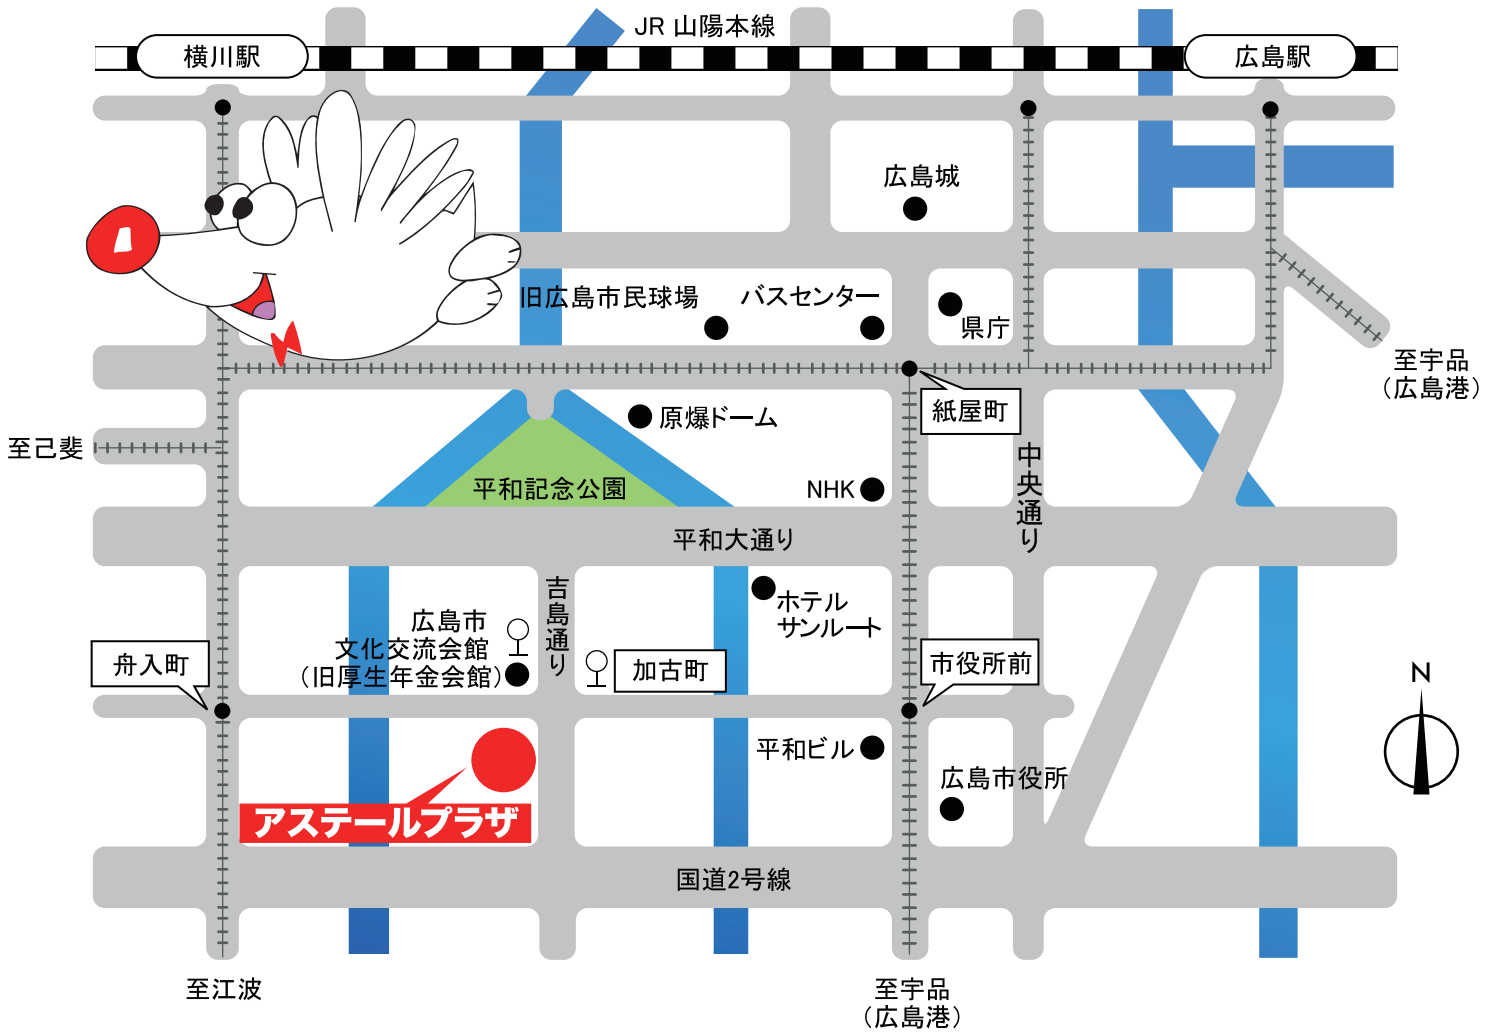 JR 山陽本線
横川駅
広島駅
広島城
旧広島市民球場
バスセンター
県庁
至宇品
（広島港）
紙屋町
原爆ドーム
至己斐
中央通り
平和記念公園
NHK
平和大通り
吉島通り
ホテル
サンルート
広島市
文化交流会館
（旧厚生年金会館）
舟入町
加古町
市役所前
N
平和ビル
広島市役所
アステールプラザ
国道2号線
至江波
至宇品
（広島港）